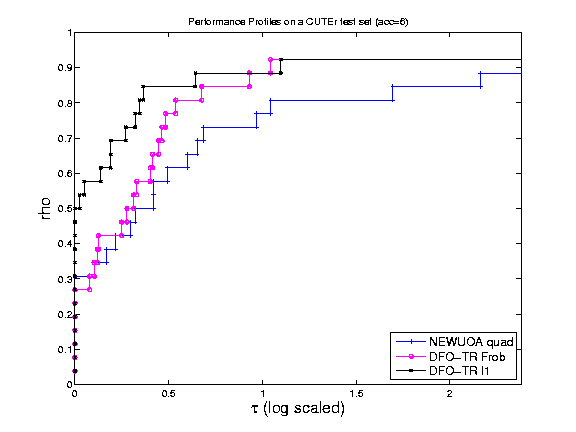 Performance Profiles on a CUTEr test set (acc=6)
1
0.9
0.8
0.7
0.6
0.5
0.4
0.3
0.2
0.1
0
rho
0 0.5 1 1.5 2
τ (log scaled)
NEWUOA quad
DFO−TR Frob
DFO−TR l1